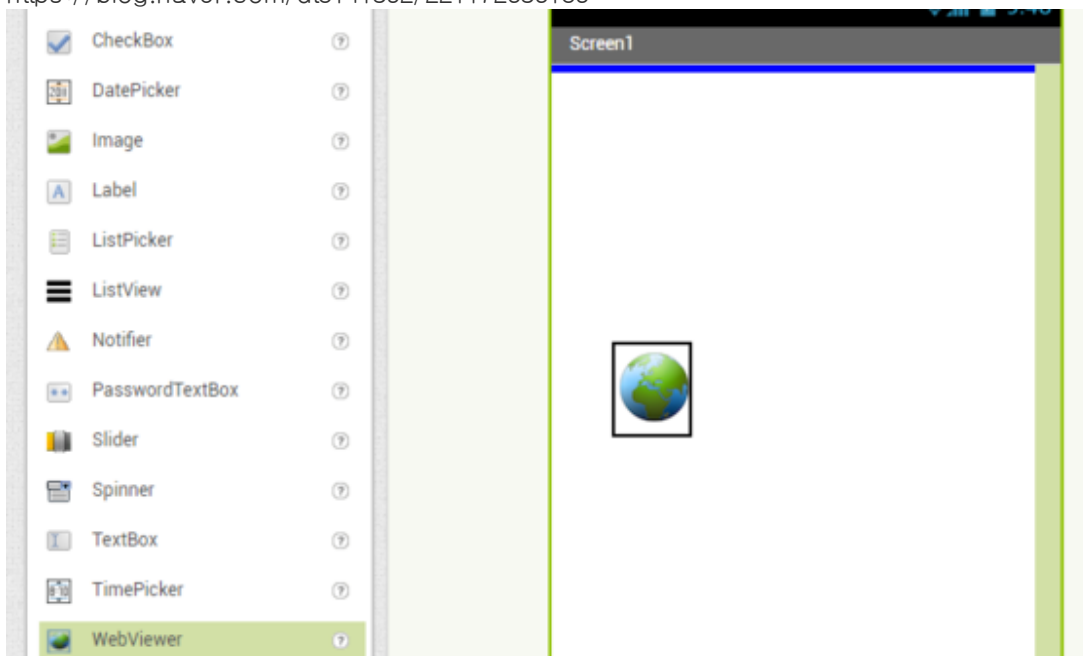 CheckBox
DatePicker
Image
Label
ListPicker
ListView
Notifier
PasswordTextBox
Slider
Spinner
TextBox
TimePicker
WebViewer
Screen1